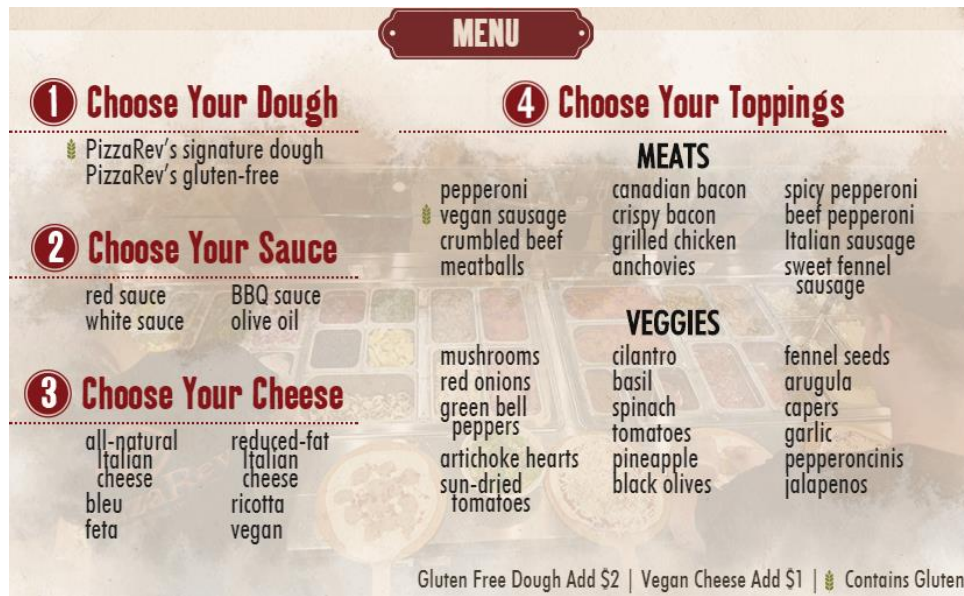 MENU
1 Choose Your Dough
PizzaRev's signature dough
PizzaRev's gluten-free
2 Choose Your Sauce
red sauce
white sauce
BBQ sauce
olive oil
3 Choose Your Cheese
all-natural
Italian
cheese
bleu
feta
reduced-fat
Italian
cheese
ricotta
vegan
4 Choose Your Toppings
MEATS
pepperoni
vegan sausage
crumbled beef
meatballs
canadian bacon
crispy bacon
grilled chicken
anchovies
spicy pepperoni
beef pepperoni
Italian sausage
sweet fennel
sausage
VEGGIES
mushrooms
red onions
green bell
peppers
artichoke hearts
sun-dried
tomatoes
cilantro
basil
spinach
tomatoes
pineapple
black olives
fennel seeds
arugula
capers
garlic
pepperoncinis
jalapenos
Gluten Free Dough Add $2 | Vegan Cheese Add $1 | Contains Gluten